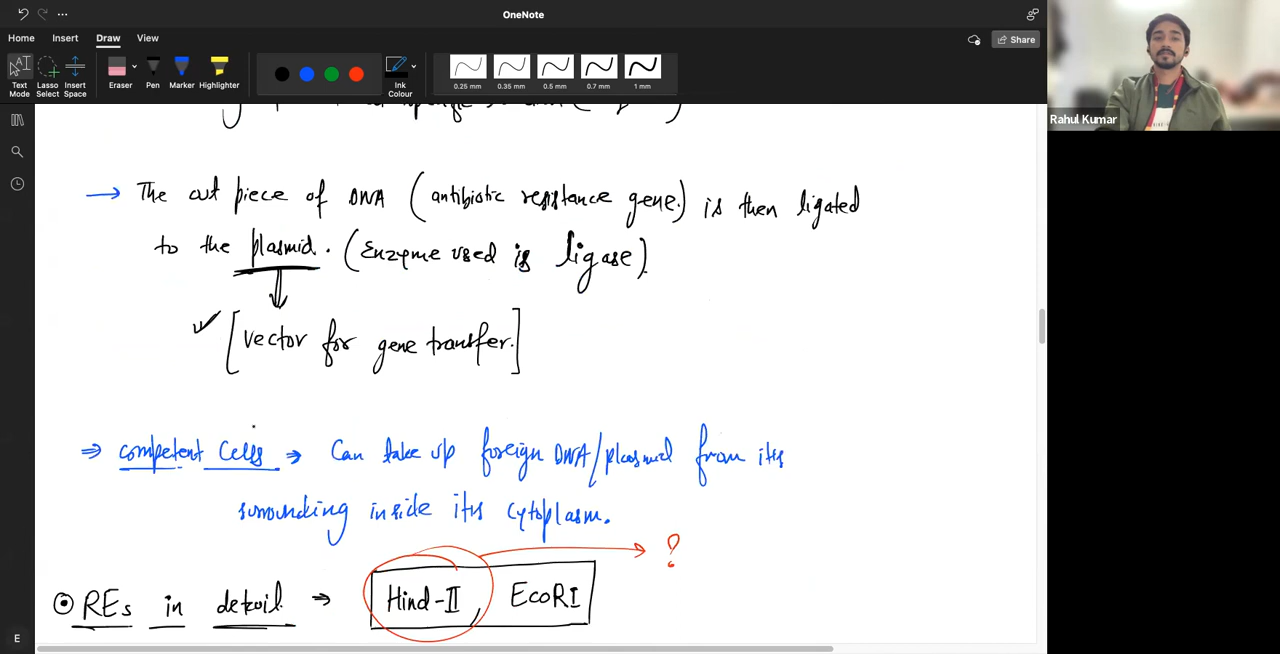 OneNote
Home Insert Draw View
Share
Text Mode
Lasso Select
Insert Space
Eraser
Pen
Marker
Highlighter
Ink Colour
0.25 mm 0.35 mm 0.5 mm 0.7 mm 1 mm
Rahul Kumar
→ The cut piece of DNA (antibiotic resistance gene.) is then ligated
to the plasmid. (Enzyme used is ligase).
✓ [vector for gene transfer.]
⇒ competent cells → Can take up foreign DNA/plasmid from its
surrounding inside its cytoplasm.
?
⊙ REs in detail ⇒ Hind-II, EcoRI
E